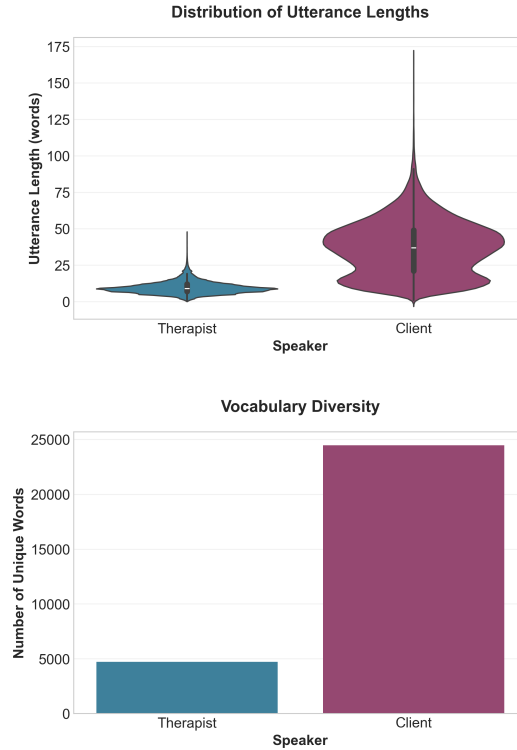 Distribution of Utterance Lengths
175
150
125
100
75
50
25
0
Utterance Length (words)
Therapist
Client
Speaker
Vocabulary Diversity
25000
20000
15000
10000
5000
0
Number of Unique Words
Therapist
Client
Speaker